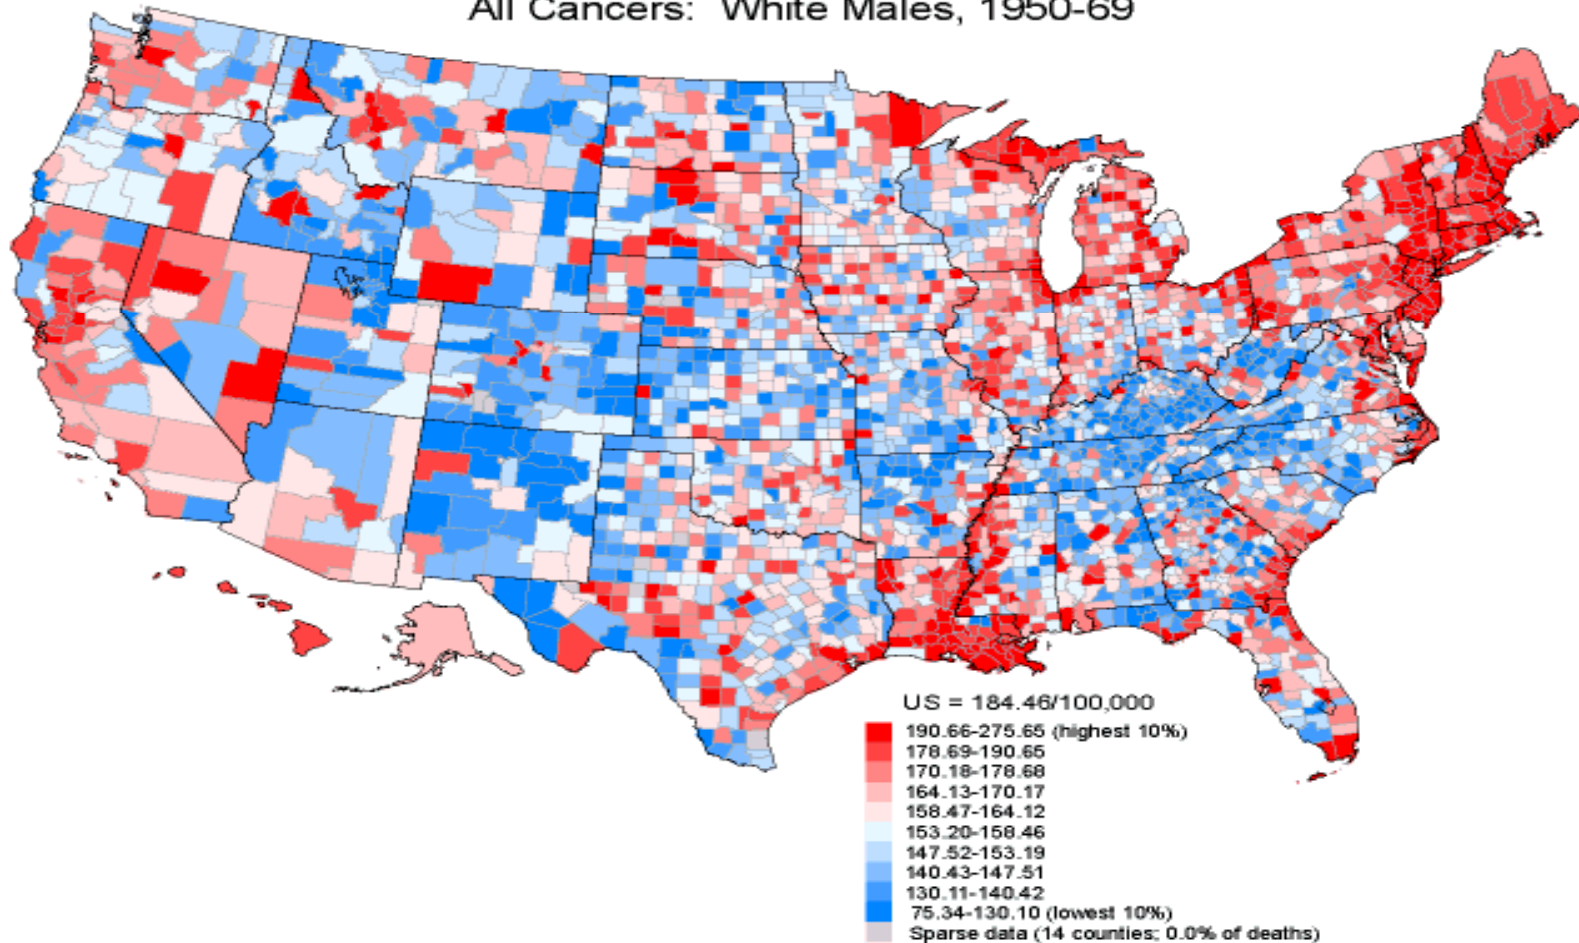 All Cancers: White Males, 1950-69
US = 184.46/100,000
190.66-275.65 (highest 10%)
178.69-190.65
170.18-178.68
164.13-170.17
158.47-164.12
153.20-158.46
147.52-153.19
140.43-147.51
130.11-140.42
75.34-130.10 (lowest 10%)
Sparse data (14 counties; 0.0% of deaths)